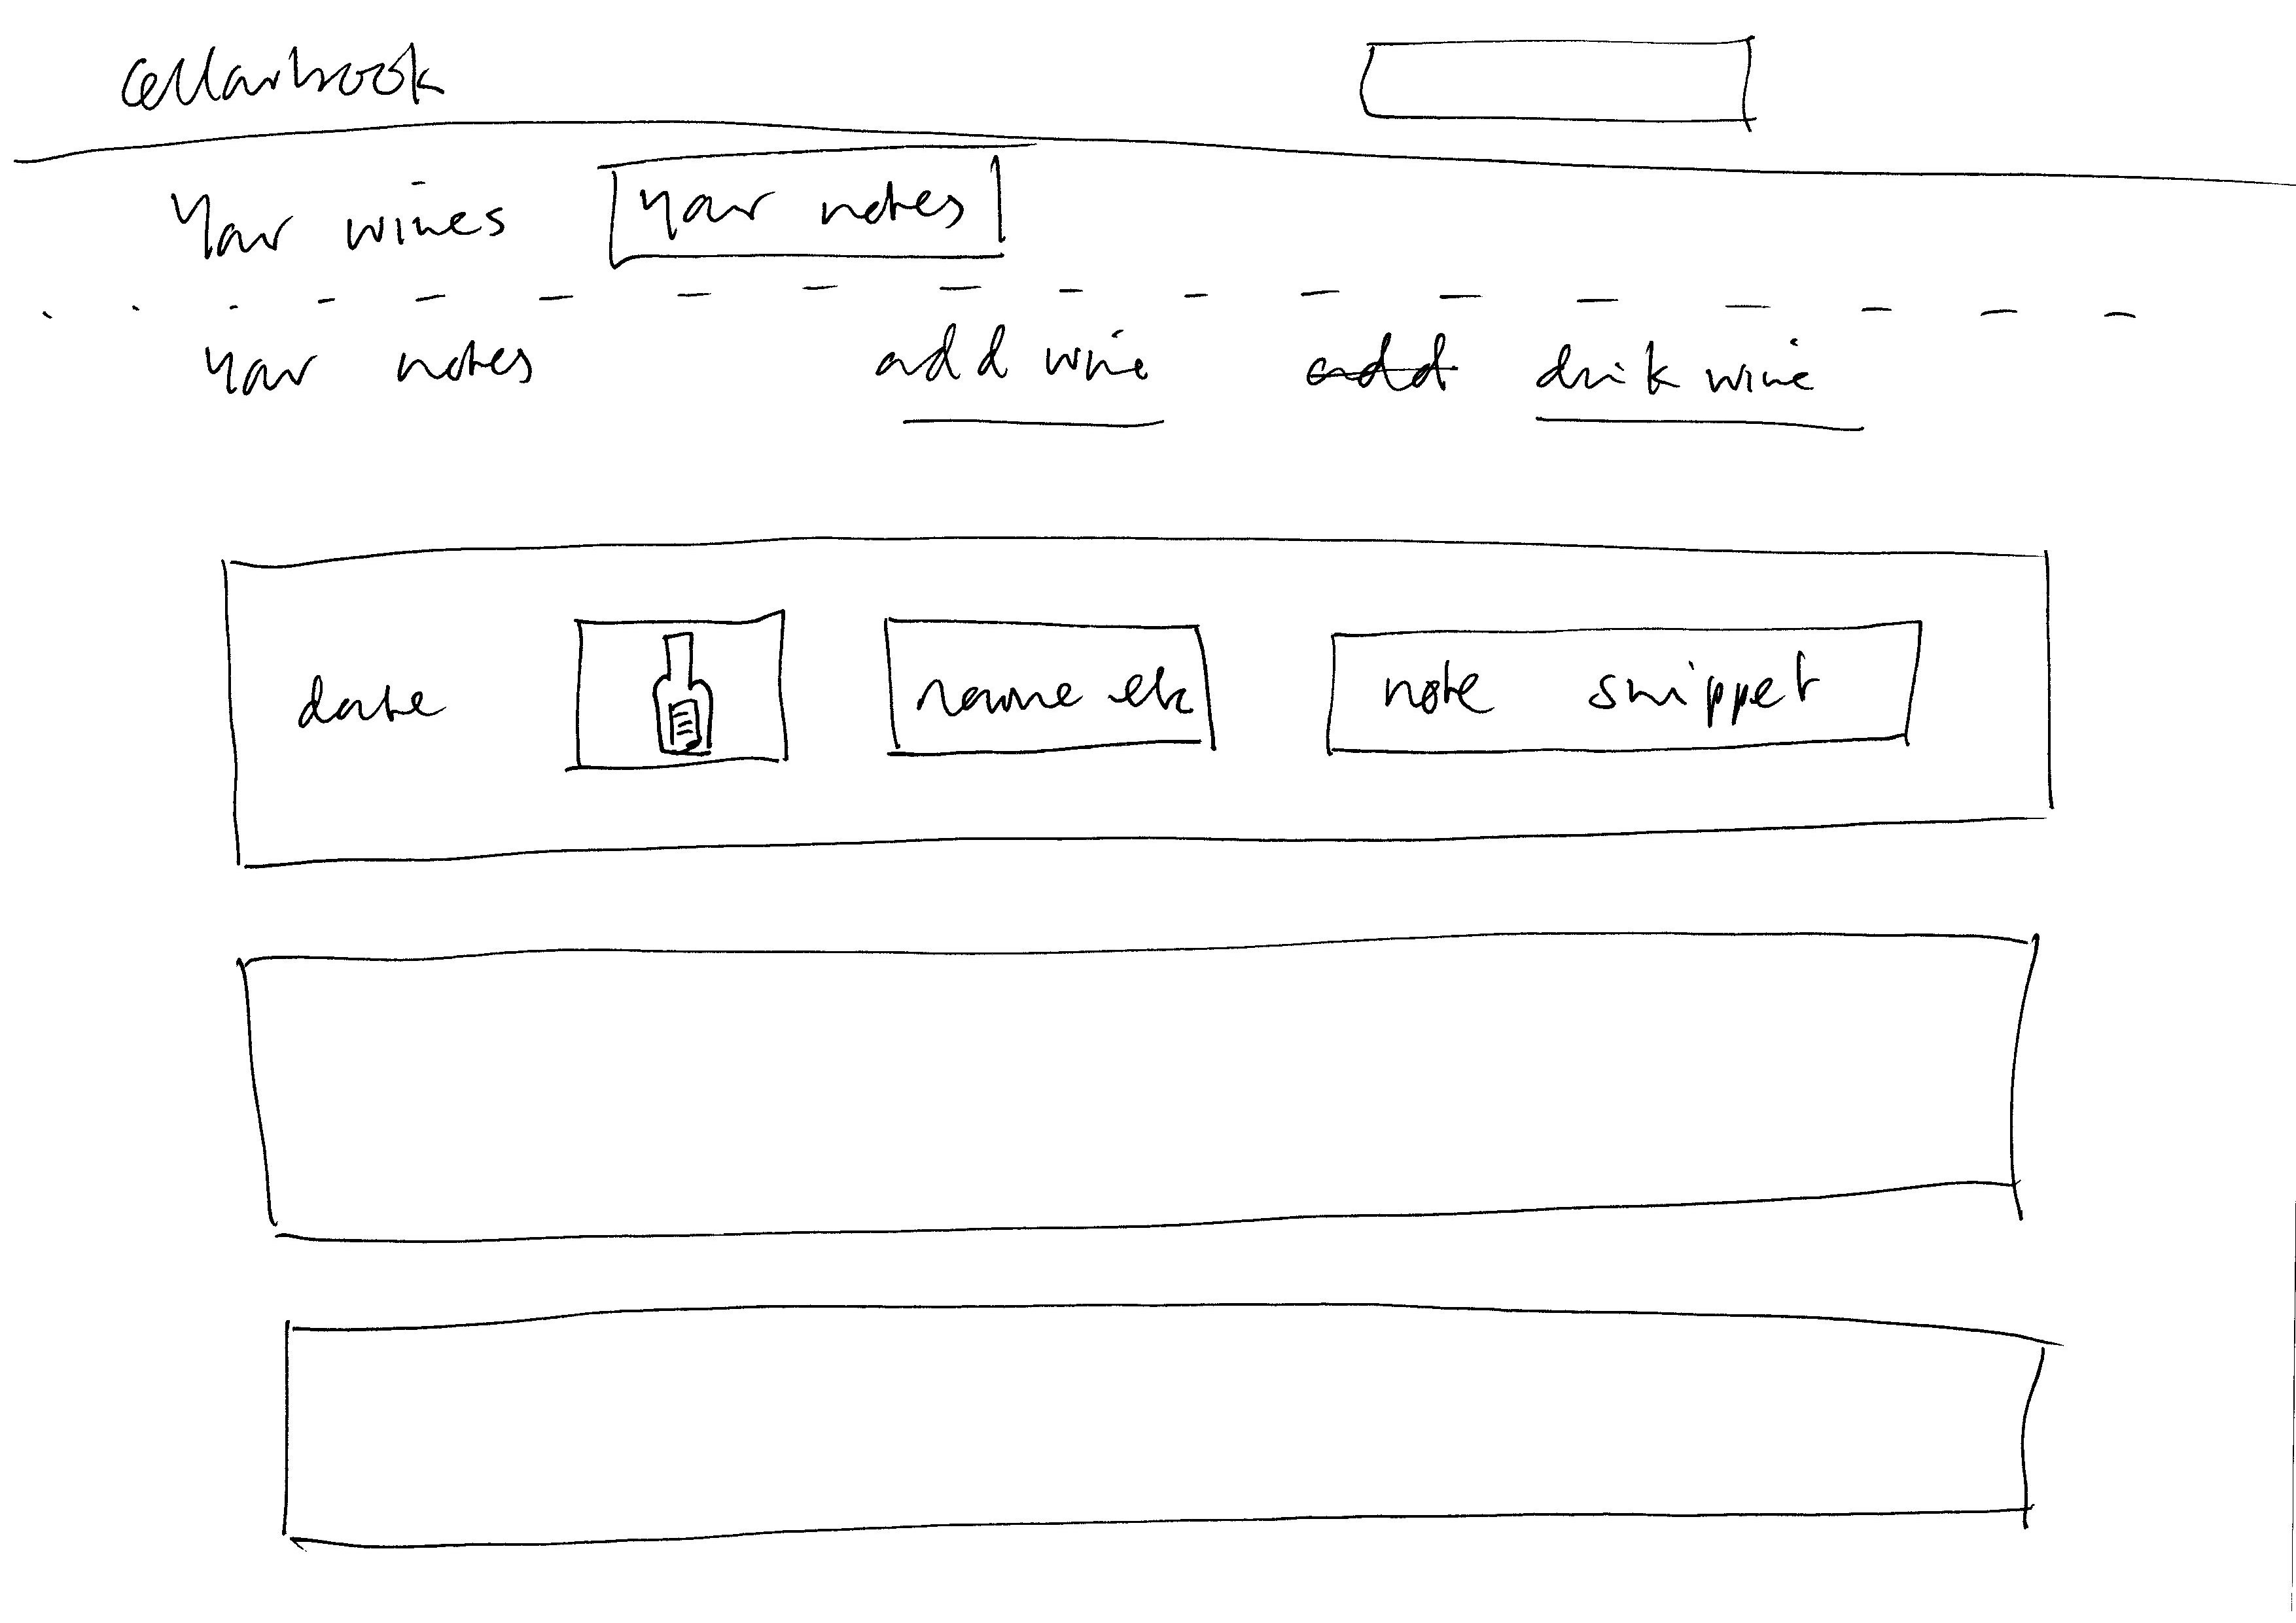 cellarbook
Your wines your notes
your notes add wine add drink wine
date name etc note snippet